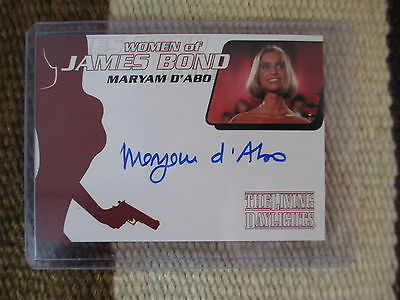 WOMEN of
JAMES BOND
MARYAM D'ABO
Maryam d'Abo
THE LIVING
DAYLIGHTS